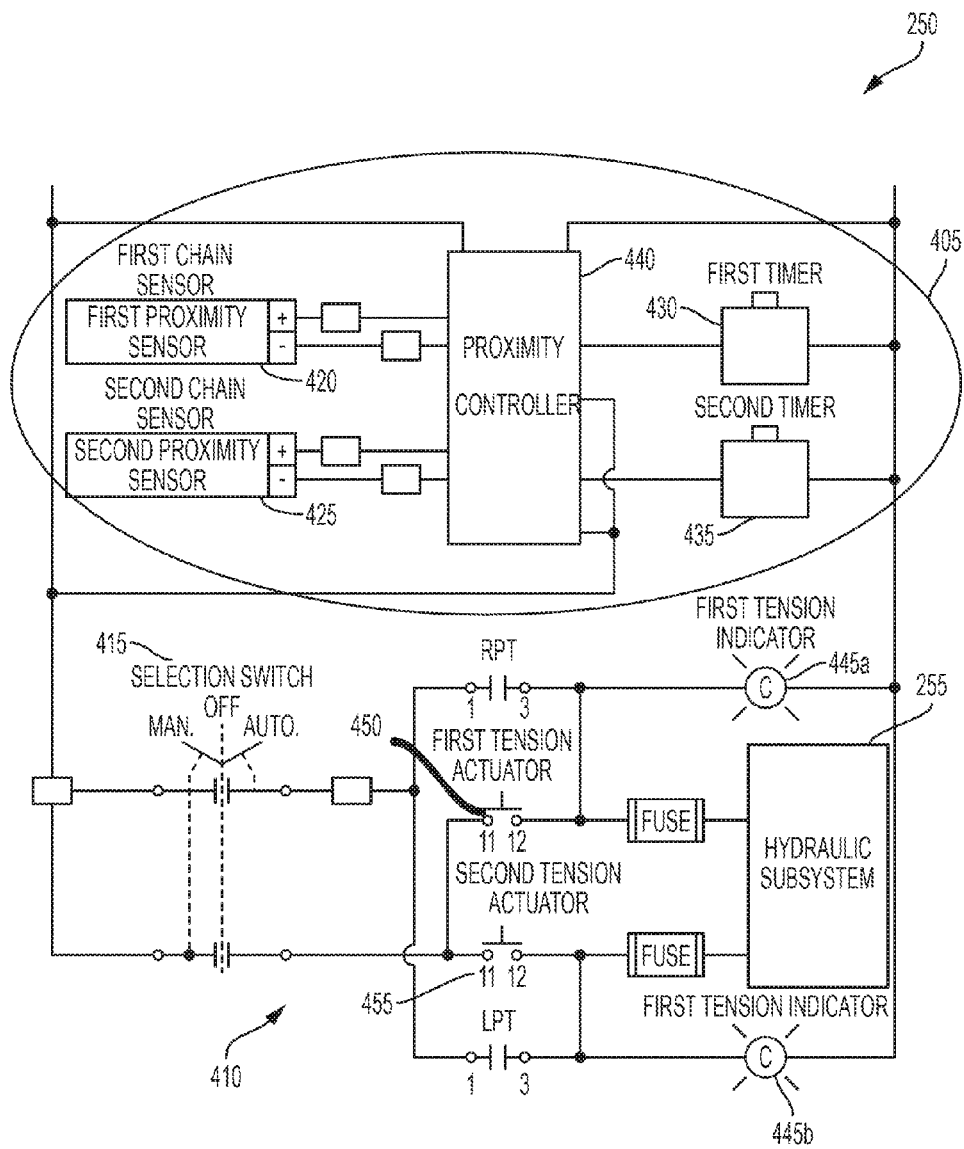 250
405
FIRST CHAIN
SENSOR
FIRST PROXIMITY
SENSOR
+
-
420
SECOND CHAIN
SENSOR
SECOND PROXIMITY
SENSOR
+
-
425
PROXIMITY
CONTROLLER
440
FIRST TIMER
430
SECOND TIMER
435
415
SELECTION SWITCH
OFF
MAN.
AUTO.
RPT
1
3
450
FIRST TENSION
ACTUATOR
11
12
SECOND TENSION
ACTUATOR
11
12
455
LPT
1
3
FIRST TENSION
INDICATOR
C
445a
255
FUSE
HYDRAULIC
SUBSYSTEM
FUSE
FIRST TENSION INDICATOR
C
445b
410